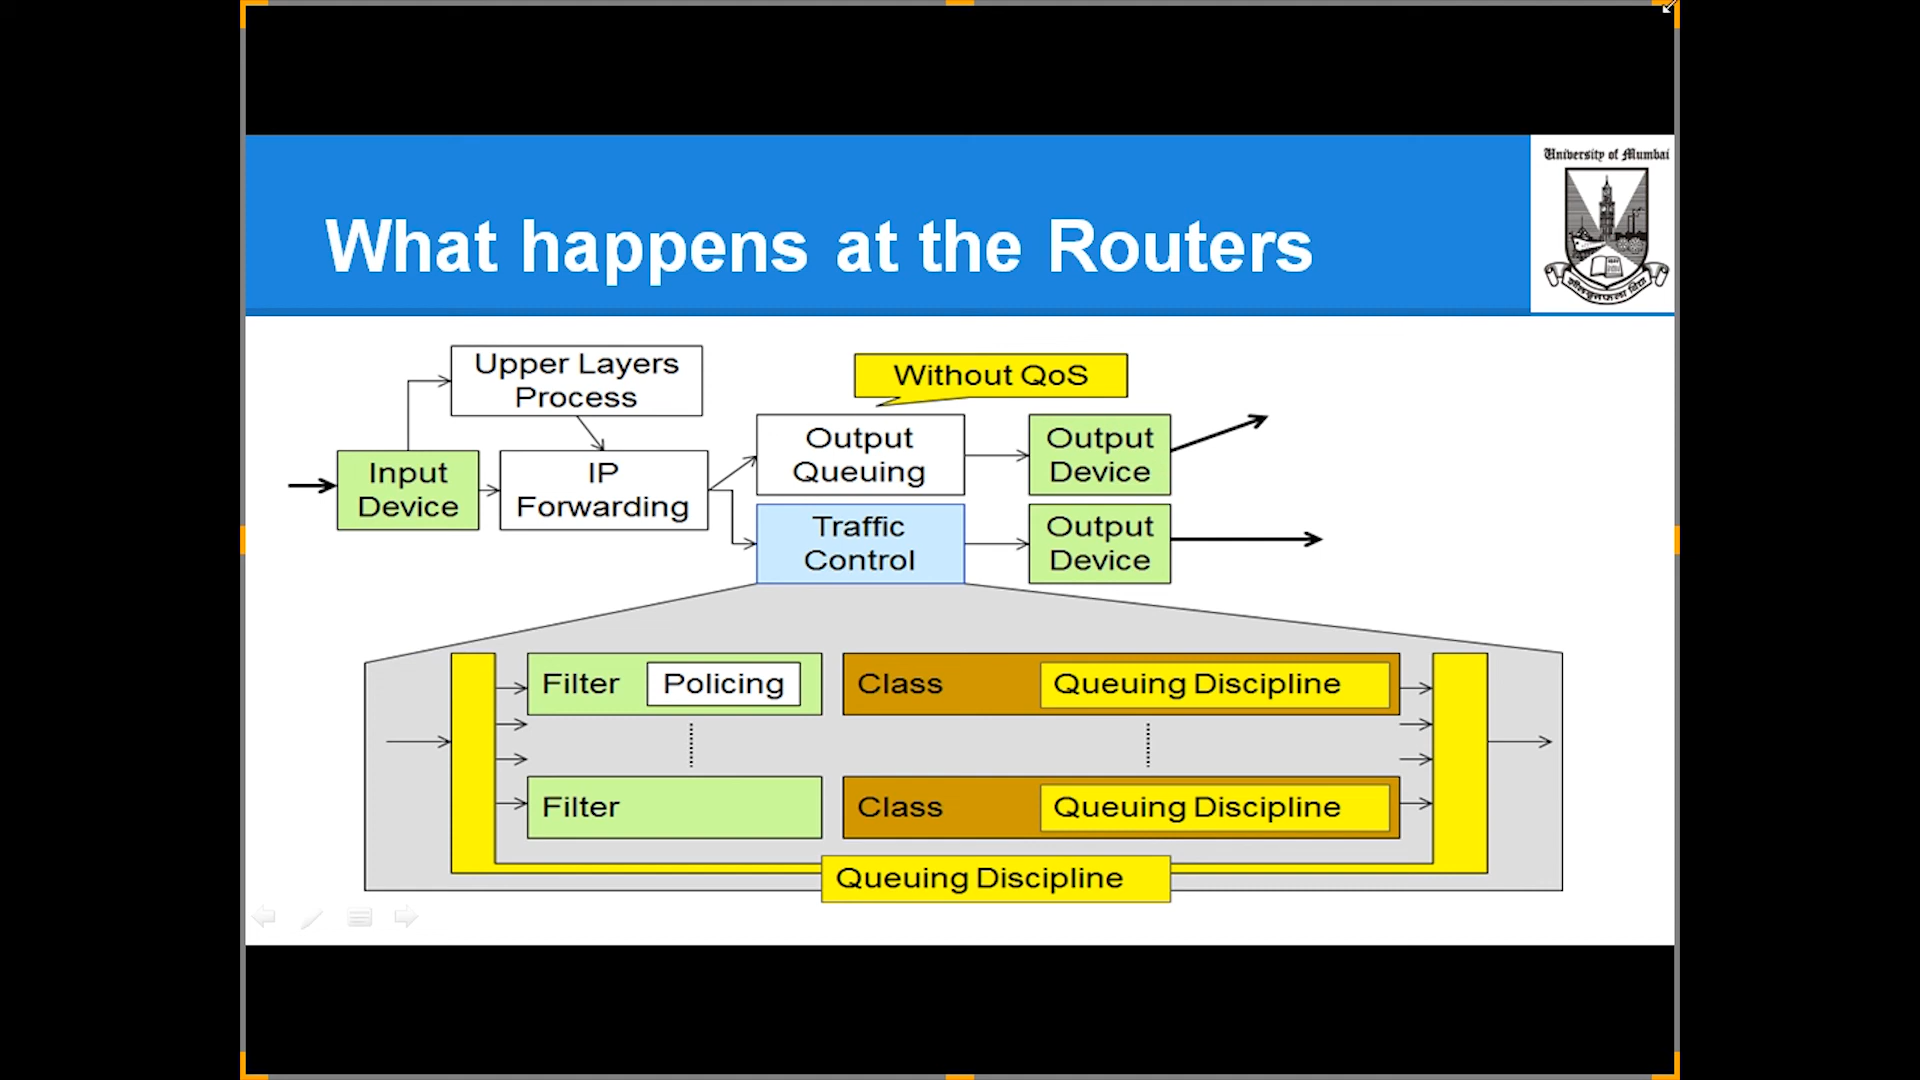 University of Mumbai
What happens at the Routers
Upper Layers
Process
Without QoS
Input
Device
IP
Forwarding
Output
Queuing
Output
Device
Traffic
Control
Output
Device
Filter
Policing
Class
Queuing Discipline
Filter
Class
Queuing Discipline
Queuing Discipline